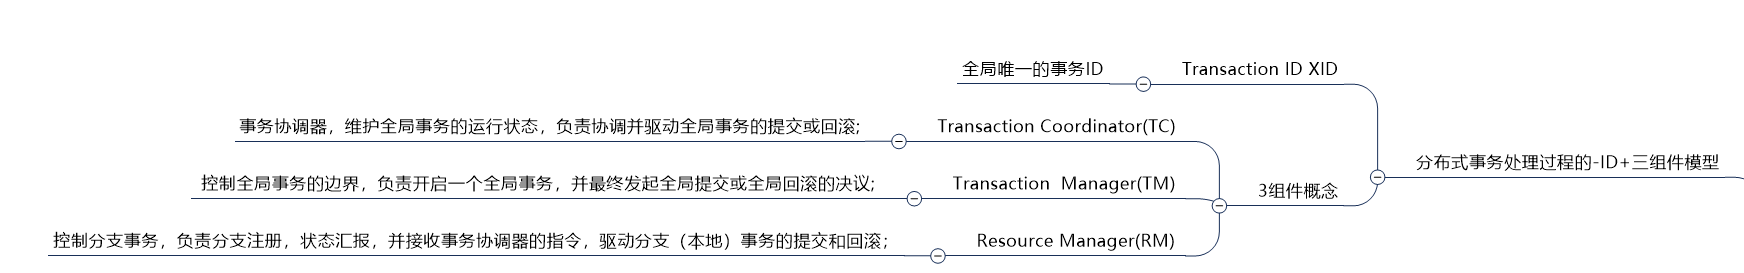 全局唯一的事务ID
Transaction ID XID
事务协调器，维护全局事务的运行状态，负责协调并驱动全局事务的提交或回滚;
Transaction Coordinator(TC)
分布式事务处理过程的-ID+三组件模型
控制全局事务的边界，负责开启一个全局事务，并最终发起全局提交或全局回滚的决议;
Transaction  Manager(TM)
3组件概念
控制分支事务，负责分支注册，状态汇报，并接收事务协调器的指令，驱动分支（本地）事务的提交和回滚；
Resource Manager(RM)